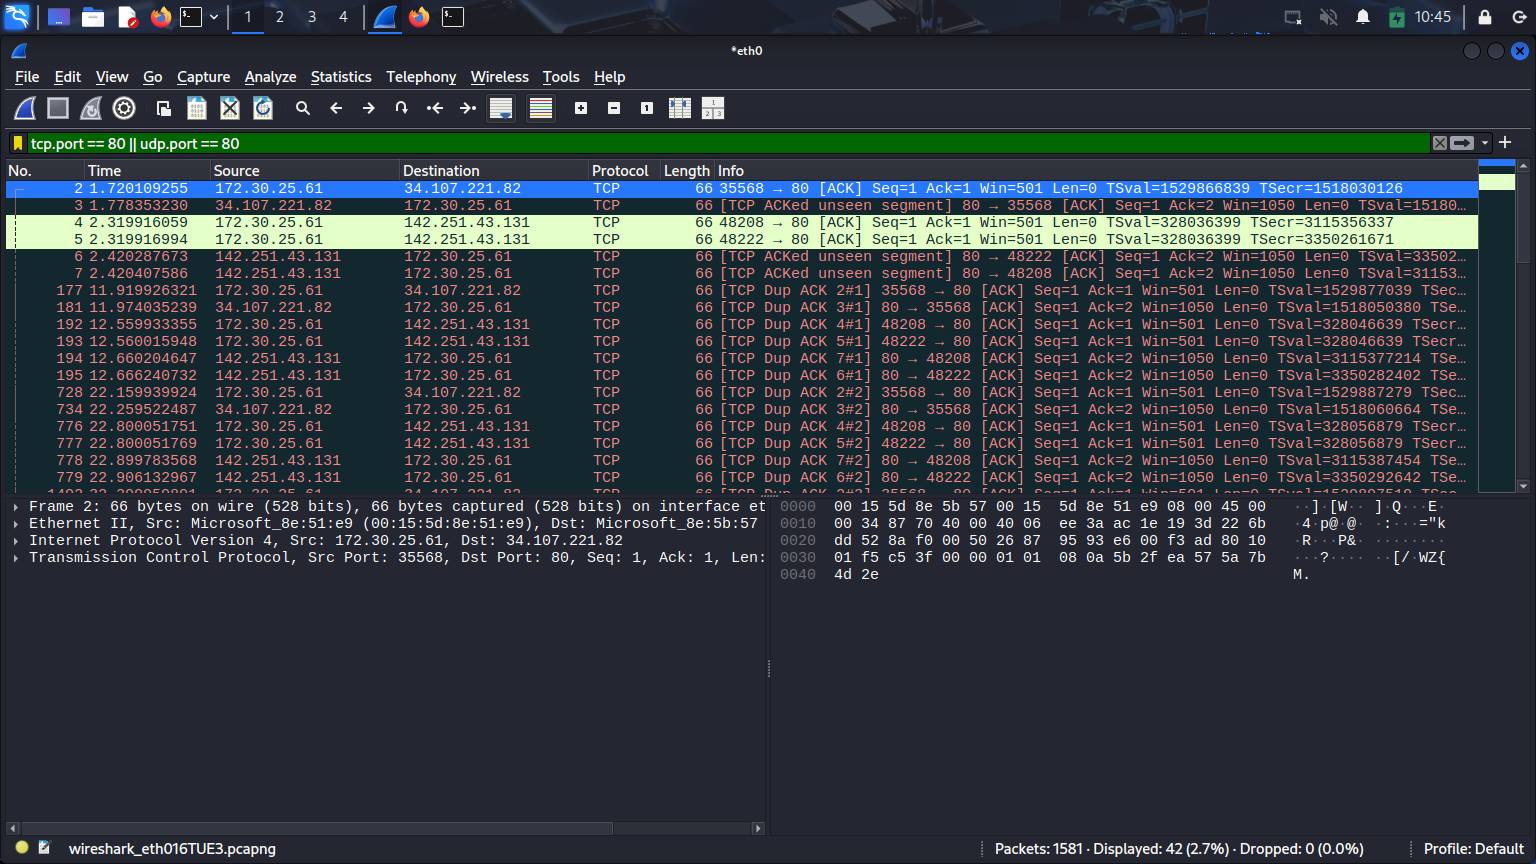 1 2 3 4 10:45
*eth0
File Edit View Go Capture Analyze Statistics Telephony Wireless Tools Help
tcp.port == 80 || udp.port == 80
No. Time Source Destination Protocol Length Info
2 1.720109255 172.30.25.61 34.107.221.82 TCP 66 35568 → 80 [ACK] Seq=1 Ack=1 Win=501 Len=0 TSval=1529866839 TSecr=1518030126
3 1.778353230 34.107.221.82 172.30.25.61 TCP 66 [TCP ACKed unseen segment] 80 → 35568 [ACK] Seq=1 Ack=2 Win=1050 Len=0 TSval=15180…
4 2.319916059 172.30.25.61 142.251.43.131 TCP 66 48208 → 80 [ACK] Seq=1 Ack=1 Win=501 Len=0 TSval=328036399 TSecr=3115356337
5 2.319916994 172.30.25.61 142.251.43.131 TCP 66 48222 → 80 [ACK] Seq=1 Ack=1 Win=501 Len=0 TSval=328036399 TSecr=3350261671
6 2.420287673 142.251.43.131 172.30.25.61 TCP 66 [TCP ACKed unseen segment] 80 → 48222 [ACK] Seq=1 Ack=2 Win=1050 Len=0 TSval=33502…
7 2.420407586 142.251.43.131 172.30.25.61 TCP 66 [TCP ACKed unseen segment] 80 → 48208 [ACK] Seq=1 Ack=2 Win=1050 Len=0 TSval=31153…
177 11.919926321 172.30.25.61 34.107.221.82 TCP 66 [TCP Dup ACK 2#1] 35568 → 80 [ACK] Seq=1 Ack=1 Win=501 Len=0 TSval=1529877039 TSec…
181 11.974035239 34.107.221.82 172.30.25.61 TCP 66 [TCP Dup ACK 3#1] 80 → 35568 [ACK] Seq=1 Ack=2 Win=1050 Len=0 TSval=1518050380 TSe…
192 12.559933355 172.30.25.61 142.251.43.131 TCP 66 [TCP Dup ACK 4#1] 48208 → 80 [ACK] Seq=1 Ack=1 Win=501 Len=0 TSval=328046639 TSecr…
193 12.560015948 172.30.25.61 142.251.43.131 TCP 66 [TCP Dup ACK 5#1] 48222 → 80 [ACK] Seq=1 Ack=1 Win=501 Len=0 TSval=328046639 TSecr…
194 12.660204647 142.251.43.131 172.30.25.61 TCP 66 [TCP Dup ACK 7#1] 80 → 48208 [ACK] Seq=1 Ack=2 Win=1050 Len=0 TSval=3115377214 TSe…
195 12.666240732 142.251.43.131 172.30.25.61 TCP 66 [TCP Dup ACK 6#1] 80 → 48222 [ACK] Seq=1 Ack=2 Win=1050 Len=0 TSval=3350282402 TSe…
728 22.159939924 172.30.25.61 34.107.221.82 TCP 66 [TCP Dup ACK 2#2] 35568 → 80 [ACK] Seq=1 Ack=1 Win=501 Len=0 TSval=1529887279 TSec…
734 22.259522487 34.107.221.82 172.30.25.61 TCP 66 [TCP Dup ACK 3#2] 80 → 35568 [ACK] Seq=1 Ack=2 Win=1050 Len=0 TSval=1518060664 TSe…
776 22.800051751 172.30.25.61 142.251.43.131 TCP 66 [TCP Dup ACK 4#2] 48208 → 80 [ACK] Seq=1 Ack=1 Win=501 Len=0 TSval=328056879 TSecr…
777 22.800051769 172.30.25.61 142.251.43.131 TCP 66 [TCP Dup ACK 5#2] 48222 → 80 [ACK] Seq=1 Ack=1 Win=501 Len=0 TSval=328056879 TSecr…
778 22.899783568 142.251.43.131 172.30.25.61 TCP 66 [TCP Dup ACK 7#2] 80 → 48208 [ACK] Seq=1 Ack=2 Win=1050 Len=0 TSval=3115387454 TSe…
779 22.906132967 142.251.43.131 172.30.25.61 TCP 66 [TCP Dup ACK 6#2] 80 → 48222 [ACK] Seq=1 Ack=2 Win=1050 Len=0 TSval=3350292642 TSe…
Frame 2: 66 bytes on wire (528 bits), 66 bytes captured (528 bits) on interface et
Ethernet II, Src: Microsoft_8e:51:e9 (00:15:5d:8e:51:e9), Dst: Microsoft_8e:5b:57
Internet Protocol Version 4, Src: 172.30.25.61, Dst: 34.107.221.82
Transmission Control Protocol, Src Port: 35568, Dst Port: 80, Seq: 1, Ack: 1, Len:
0000 00 15 5d 8e 5b 57 00 15 5d 8e 51 e9 08 00 45 00 ··]·[W·· ]·Q···E·
0010 00 34 87 70 40 00 40 06 ee 3a ac 1e 19 3d 22 6b ·4·p@·@· ·:···="k
0020 dd 52 8a f0 00 50 26 87 95 93 e6 00 f3 ad 80 10 ·R···P&· ········
0030 01 f5 c5 3f 00 00 01 01 08 0a 5b 2f ea 57 5a 7b ···?···· ··[/·WZ{
0040 4d 2e M.
wireshark_eth016TUE3.pcapng Packets: 1581 · Displayed: 42 (2.7%) · Dropped: 0 (0.0%) Profile: Default